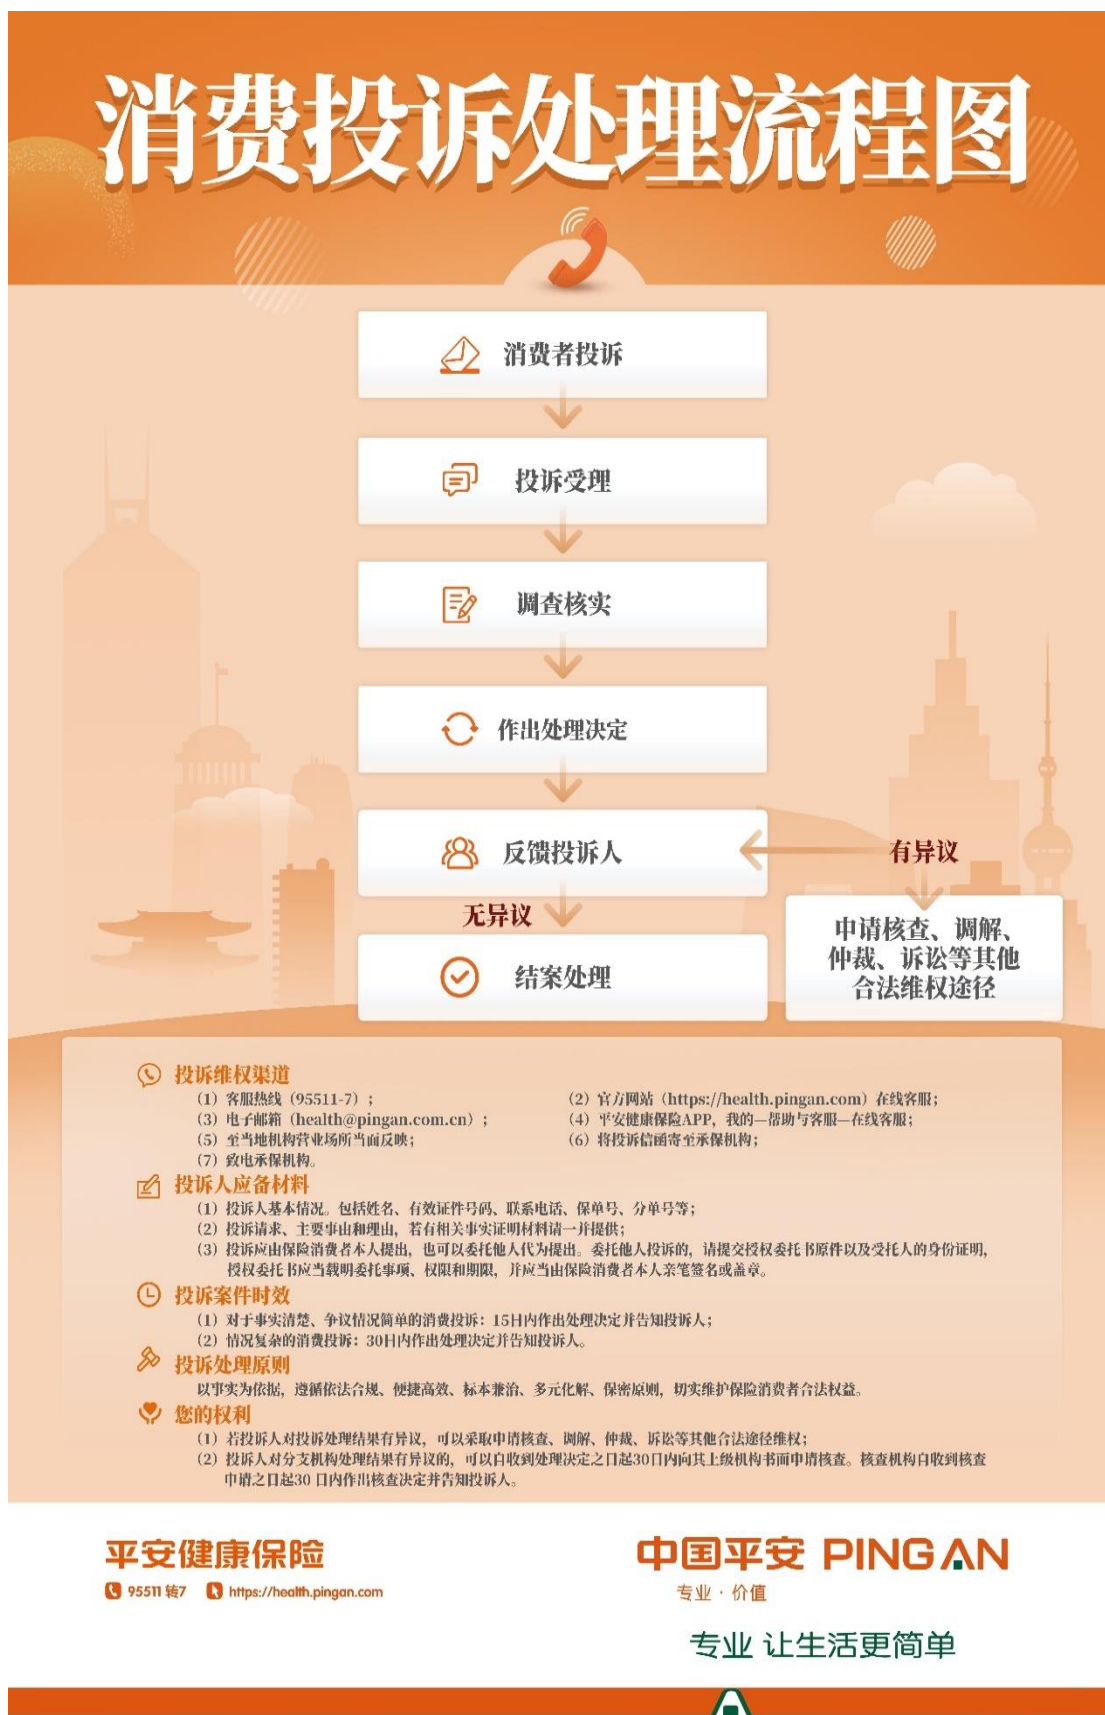 消费投诉处理流程图
消费者投诉
投诉受理
调查核实
作出处理决定
反馈投诉人
有异议
无异议
结案处理
申请核查、调解、
仲裁、诉讼等其他
合法维权途径
投诉维权渠道
(1) 客服热线（95511-7）;
(2) 官方网站（https://health.pingan.com）在线客服;
(3) 电子邮箱（health@pingan.com.cn）;
(4) 平安健康保险APP，我的—帮助与客服—在线客服;
(5) 至当地机构营业场所当面反映;
(6) 将投诉信函寄至承保机构;
(7) 致电承保机构。
投诉人应备材料
(1) 投诉人基本情况。包括姓名、有效证件号码、联系电话、保单号、分单号等;
(2) 投诉请求、主要事由和理由，若有相关事实证明材料请一并提供;
(3) 投诉应由保险消费者本人提出，也可以委托他人代为提出。委托他人投诉的，请提交授权委托书原件以及受托人的身份证明,
授权委托书应当载明委托事项、权限和期限，并应当由保险消费者本人亲笔签名或盖章。
投诉案件时效
(1) 对于事实清楚、争议情况简单的消费投诉：15日内作出处理决定并告知投诉人;
(2) 情况复杂的消费投诉：30日内作出处理决定并告知投诉人。
投诉处理原则
以事实为依据，遵循依法合规、便捷高效、标本兼治、多元化解、保密原则，切实维护保险消费者合法权益。
您的权利
(1) 若投诉人对投诉处理结果有异议，可以采取申请核查、调解、仲裁、诉讼等其他合法途径维权;
(2) 投诉人对分支机构处理结果有异议的，可以自收到处理决定之日起30日内向其上级机构书面申请核查。核查机构自收到核查
申请之日起30 日内作出核查决定并告知投诉人。
平安健康保险
95511 转7 https://health.pingan.com
中国平安 PINGAN
专业·价值
专业 让生活更简单